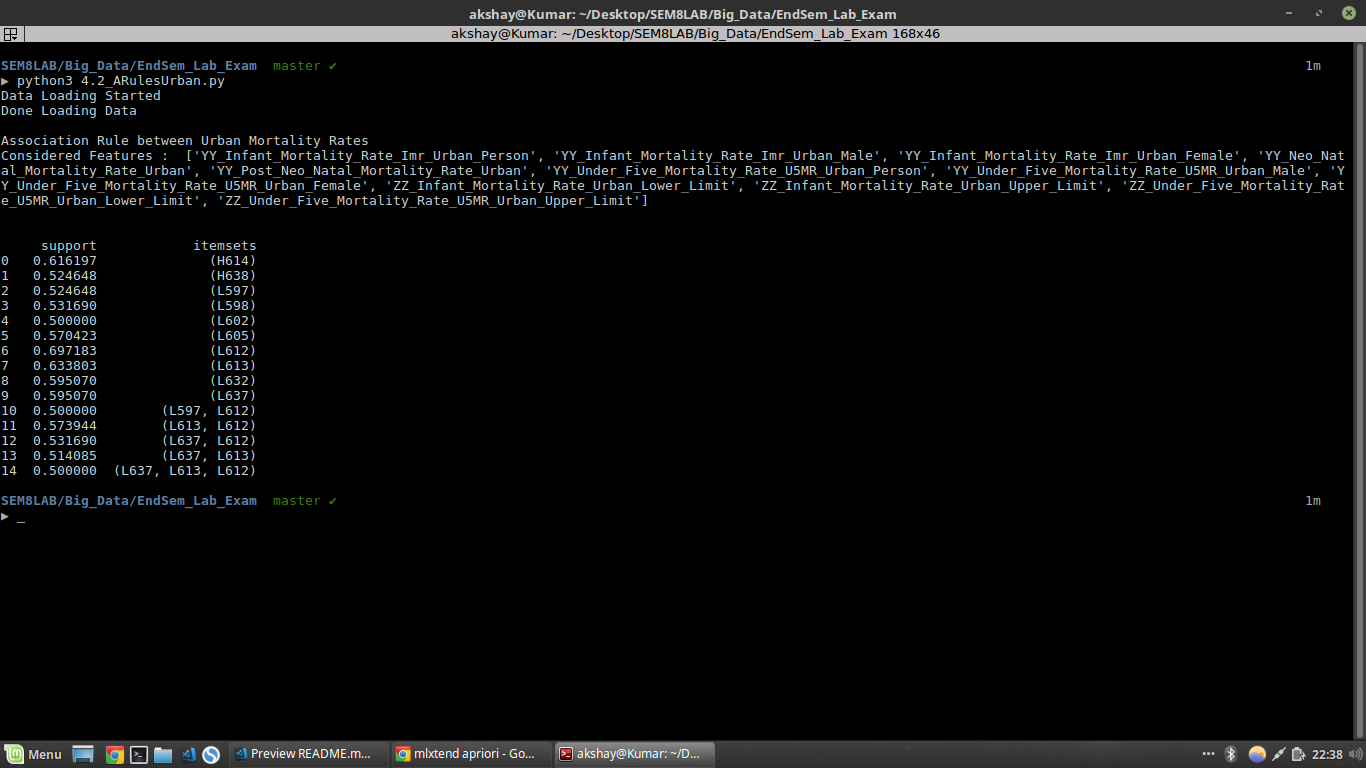 akshay@Kumar: ~/Desktop/SEM8LAB/Big_Data/EndSem_Lab_Exam
akshay@Kumar: ~/Desktop/SEM8LAB/Big_Data/EndSem_Lab_Exam 168x46
SEM8LAB/Big_Data/EndSem_Lab_Exam master ✔ 1m
▶ python3 4.2_ARulesUrban.py
Data Loading Started
Done Loading Data
Association Rule between Urban Mortality Rates
Considered Features :  ['YY_Infant_Mortality_Rate_Imr_Urban_Person', 'YY_Infant_Mortality_Rate_Imr_Urban_Male', 'YY_Infant_Mortality_Rate_Imr_Urban_Female', 'YY_Neo_Nat
al_Mortality_Rate_Urban', 'YY_Post_Neo_Natal_Mortality_Rate_Urban', 'YY_Under_Five_Mortality_Rate_U5MR_Urban_Person', 'YY_Under_Five_Mortality_Rate_U5MR_Urban_Male', 'Y
Y_Under_Five_Mortality_Rate_U5MR_Urban_Female', 'ZZ_Infant_Mortality_Rate_Urban_Lower_Limit', 'ZZ_Infant_Mortality_Rate_Urban_Upper_Limit', 'ZZ_Under_Five_Mortality_Rat
e_U5MR_Urban_Lower_Limit', 'ZZ_Under_Five_Mortality_Rate_U5MR_Urban_Upper_Limit']
support itemsets
0 0.616197 (H614)
1 0.524648 (H638)
2 0.524648 (L597)
3 0.531690 (L598)
4 0.500000 (L602)
5 0.570423 (L605)
6 0.697183 (L612)
7 0.633803 (L613)
8 0.595070 (L632)
9 0.595070 (L637)
10 0.500000 (L597, L612)
11 0.573944 (L613, L612)
12 0.531690 (L637, L612)
13 0.514085 (L637, L613)
14 0.500000 (L637, L613, L612)
SEM8LAB/Big_Data/EndSem_Lab_Exam master ✔ 1m
▶ _
Menu Preview README.m... mlxtend apriori - Go... akshay@Kumar: ~/D... 22:38